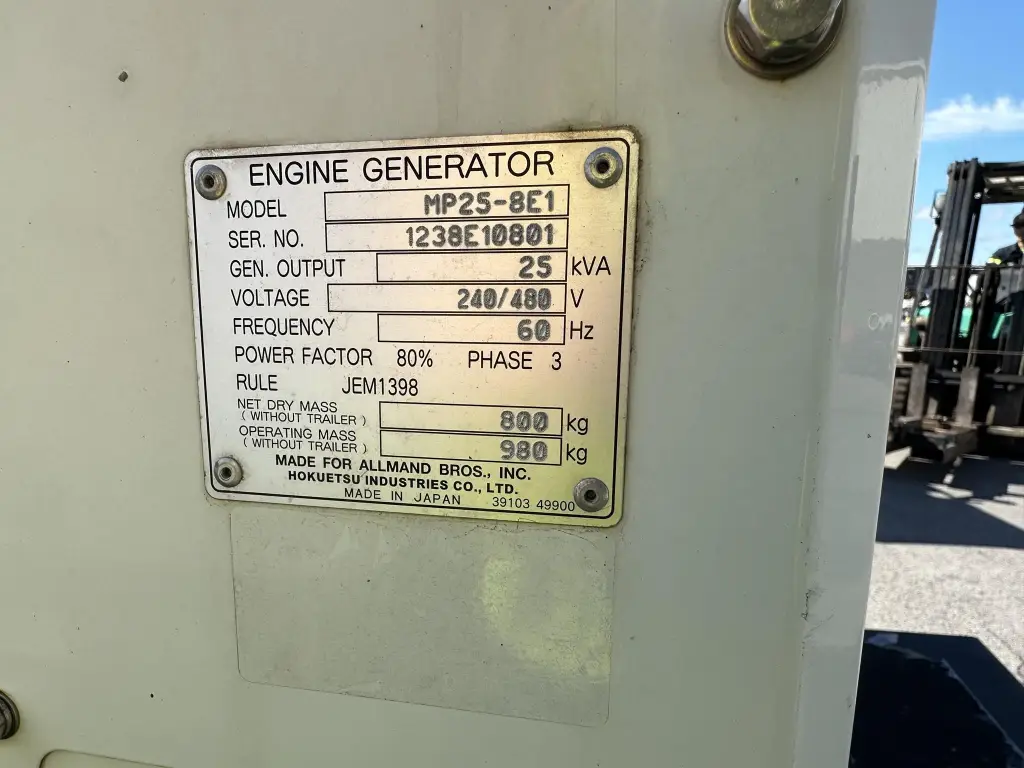 ENGINE GENERATOR
MODEL MP25-8E1
SER. NO. 1238E10801
GEN. OUTPUT 25 kVA
VOLTAGE 240/480 V
FREQUENCY 60 Hz
POWER FACTOR 80% PHASE 3
RULE JEM1398
NET DRY MASS
( WITHOUT TRAILER ) 800 kg
OPERATING MASS
( WITHOUT TRAILER ) 980 kg
MADE FOR ALLMAND BROS., INC.
HOKUETSU INDUSTRIES CO., LTD.
MADE IN JAPAN 39103 49900